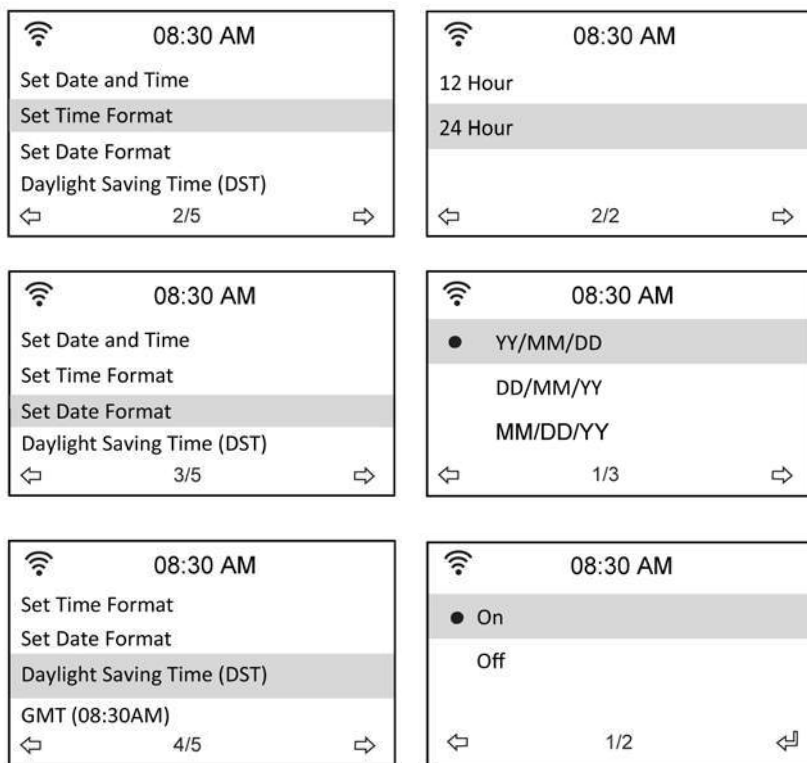 08:30 AM
Set Date and Time
Set Time Format
Set Date Format
Daylight Saving Time (DST)
2/5
08:30 AM
12 Hour
24 Hour
2/2
08:30 AM
Set Date and Time
Set Time Format
Set Date Format
Daylight Saving Time (DST)
3/5
08:30 AM
YY/MM/DD
DD/MM/YY
MM/DD/YY
1/3
08:30 AM
Set Time Format
Set Date Format
Daylight Saving Time (DST)
GMT (08:30AM)
4/5
08:30 AM
On
Off
1/2